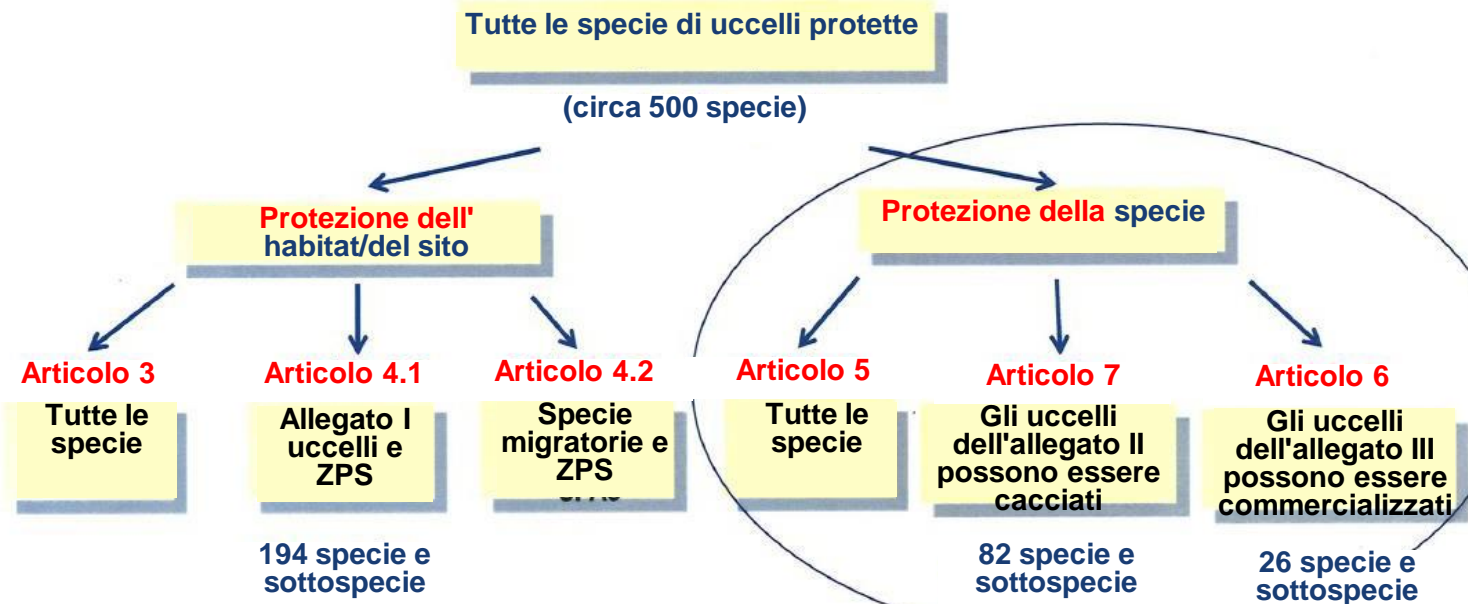 Tutte le specie di uccelli protette
(circa 500 specie)
Protezione dell'
habitat/del sito
Protezione della specie
Articolo 3
Tutte le
specie
Articolo 4.1
Allegato I
uccelli e
ZPS
194 specie e
sottospecie
Articolo 4.2
Specie
migratorie e
ZPS
Articolo 5
Tutte le
specie
Articolo 7
Gli uccelli
dell'allegato II
possono essere
cacciati
82 specie e
sottospecie
Articolo 6
Gli uccelli
dell'allegato III
possono essere
commercializzati
26 specie e
sottospecie